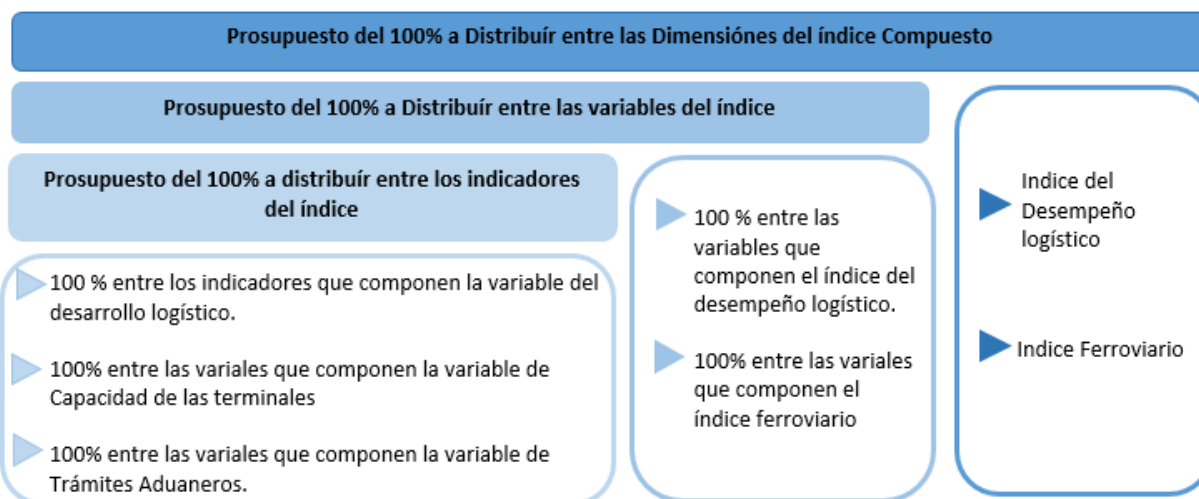 Prosupuesto del 100% a Distribuír entre las Dimensiónes del índice Compuesto
Prosupuesto del 100% a Distribuír entre las variables del índice
Prosupuesto del 100% a distribuír entre los indicadores
del índice
100 % entre los indicadores que componen la variable del
desarrollo logístico.
100% entre las variales que componen la variable de
Capacidad de las terminales
100% entre las variales que componen la variable de
Trámites Aduaneros.
100 % entre las
variables que
componen el índice del
desempeño logístico.
100% entre las variales
que componen el
índice ferroviario
Indice del
Desempeño
logístico
Indice Ferroviario